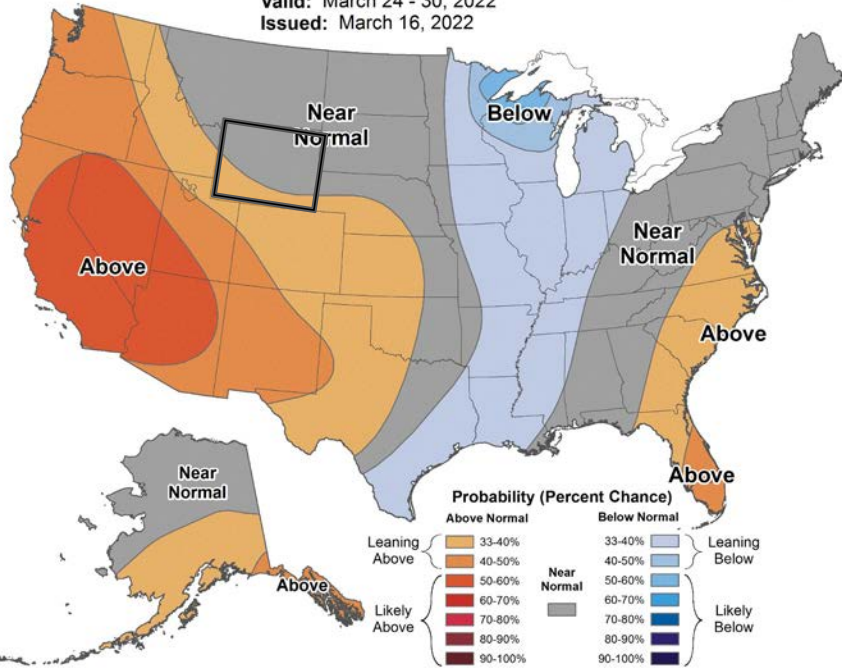 Valid: March 24 - 30, 2022
Issued: March 16, 2022
Near
Normal
Below
Above
Near
Normal
Above
Above
Near
Normal
Above
Probability (Percent Chance)
Above Normal
Below Normal
Leaning
Above
33-40%
40-50%
Likely
Above
50-60%
60-70%
70-80%
80-90%
90-100%
Near
Normal
33-40%
40-50%
Leaning
Below
50-60%
60-70%
70-80%
80-90%
90-100%
Likely
Below